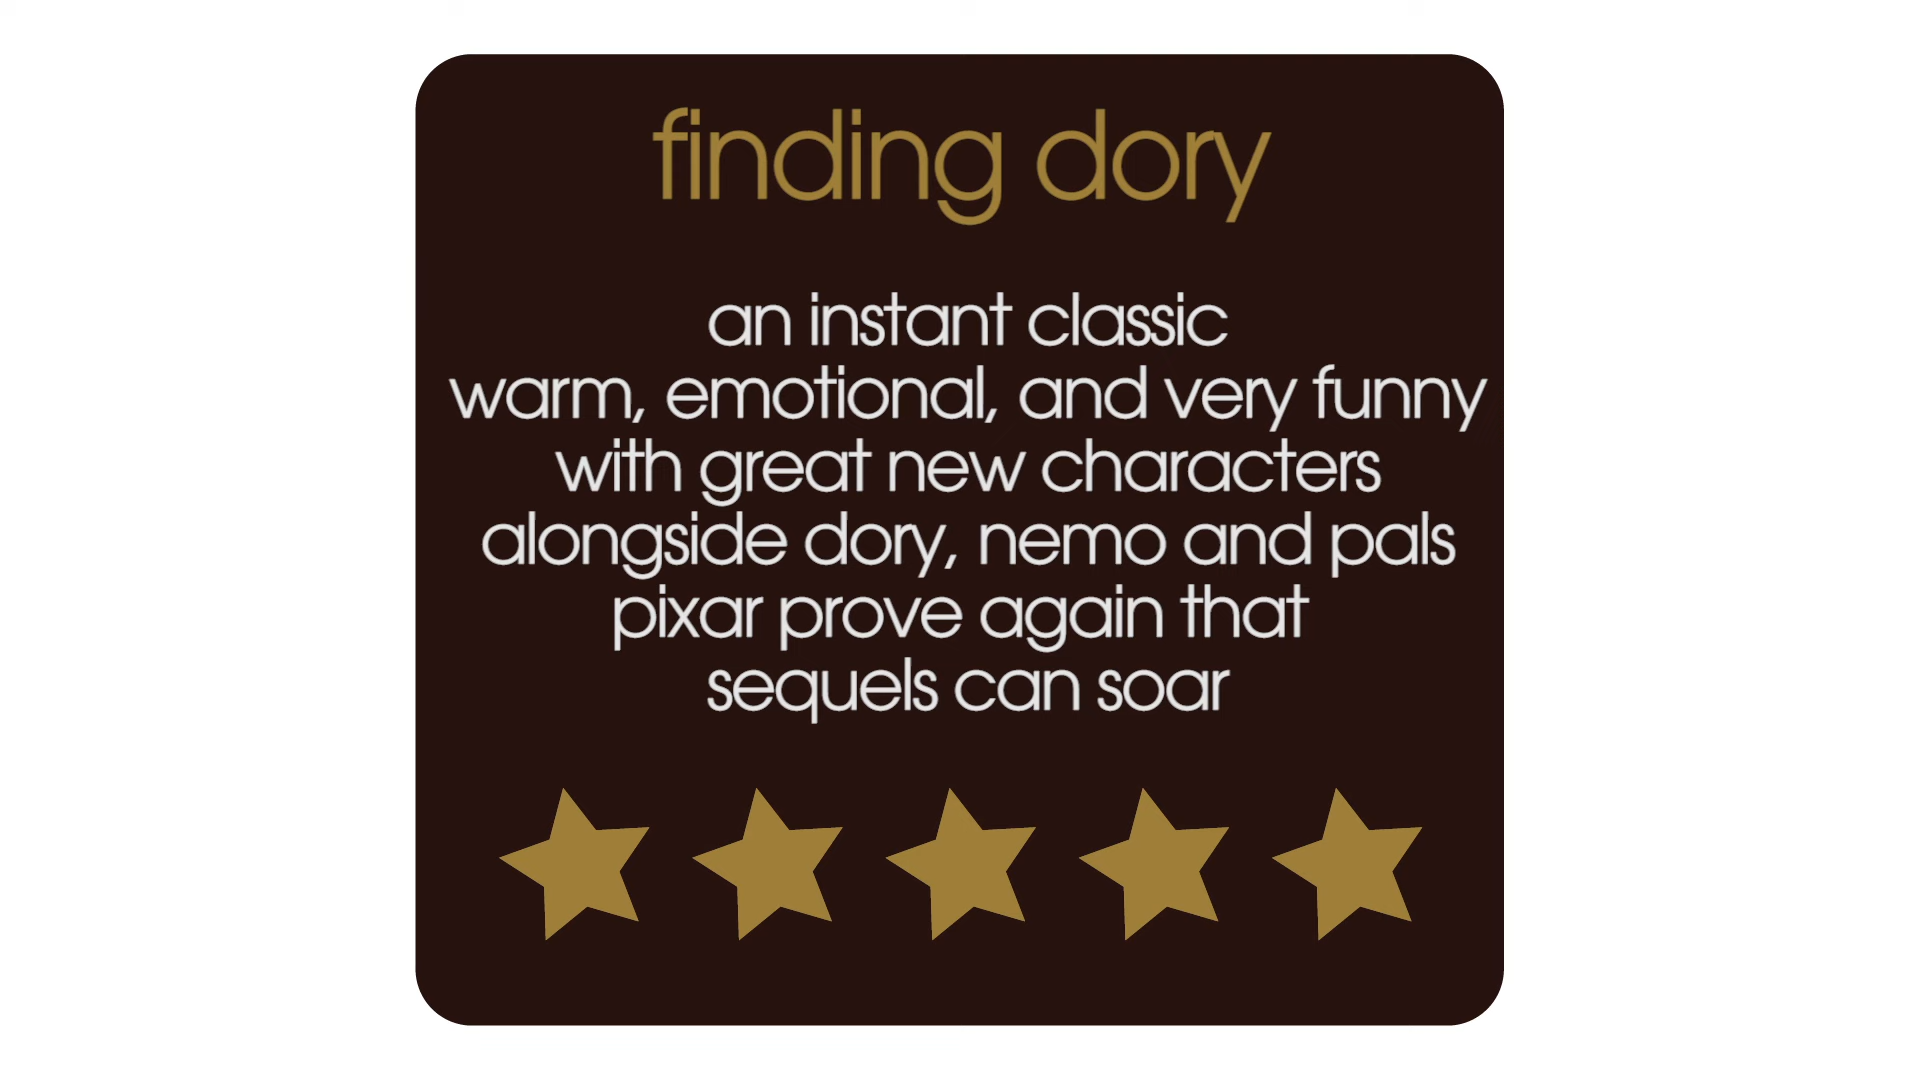 finding dory
an instant classic
warm, emotional, and very funny
with great new characters
alongside dory, nemo and pals
pixar prove again that
sequels can soar